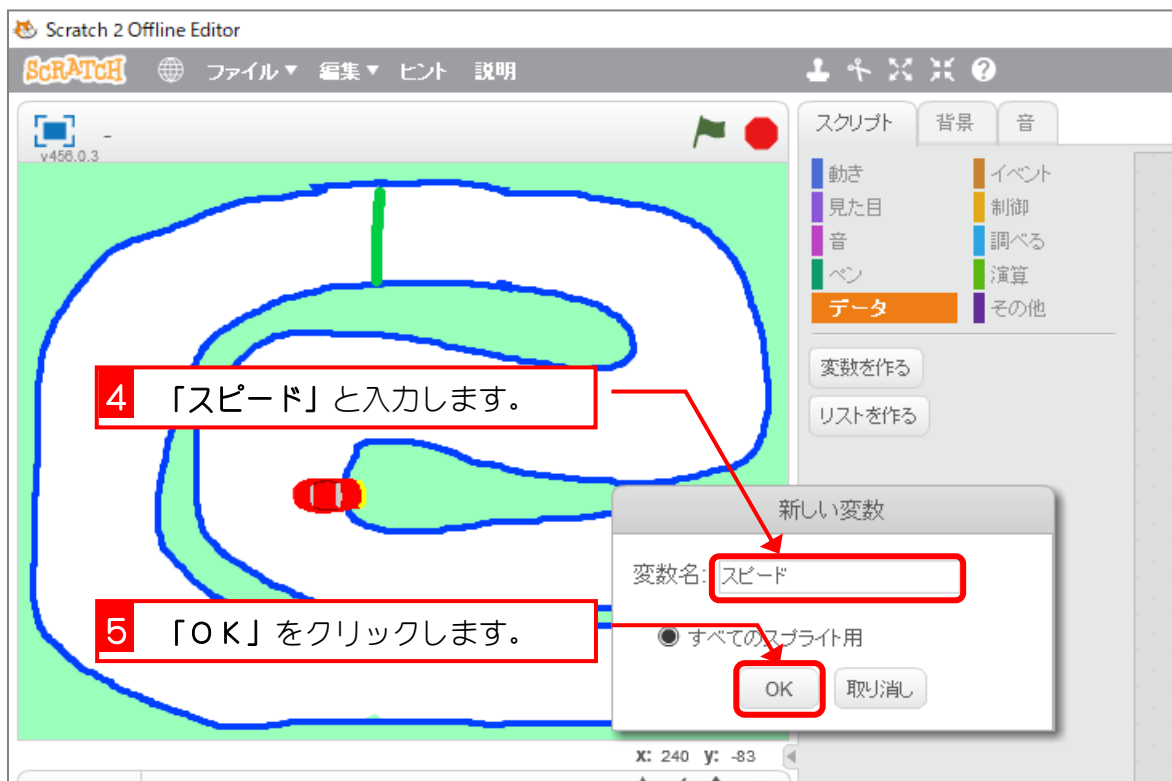 Scratch 2 Offline Editor
SCRATCH ファイル▼ 編集▼ ヒント 説明
v456.0.3
スクリプト 背景 音
動き イベント
見た目 制御
音 調べる
ペン 演算
データ その他
変数を作る
リストを作る
4 「スピード」と入力します。
新しい変数
変数名: スピード
5 「OK」をクリックします。
すべてのスプライト用
OK 取り消し
x: 240 y: -83